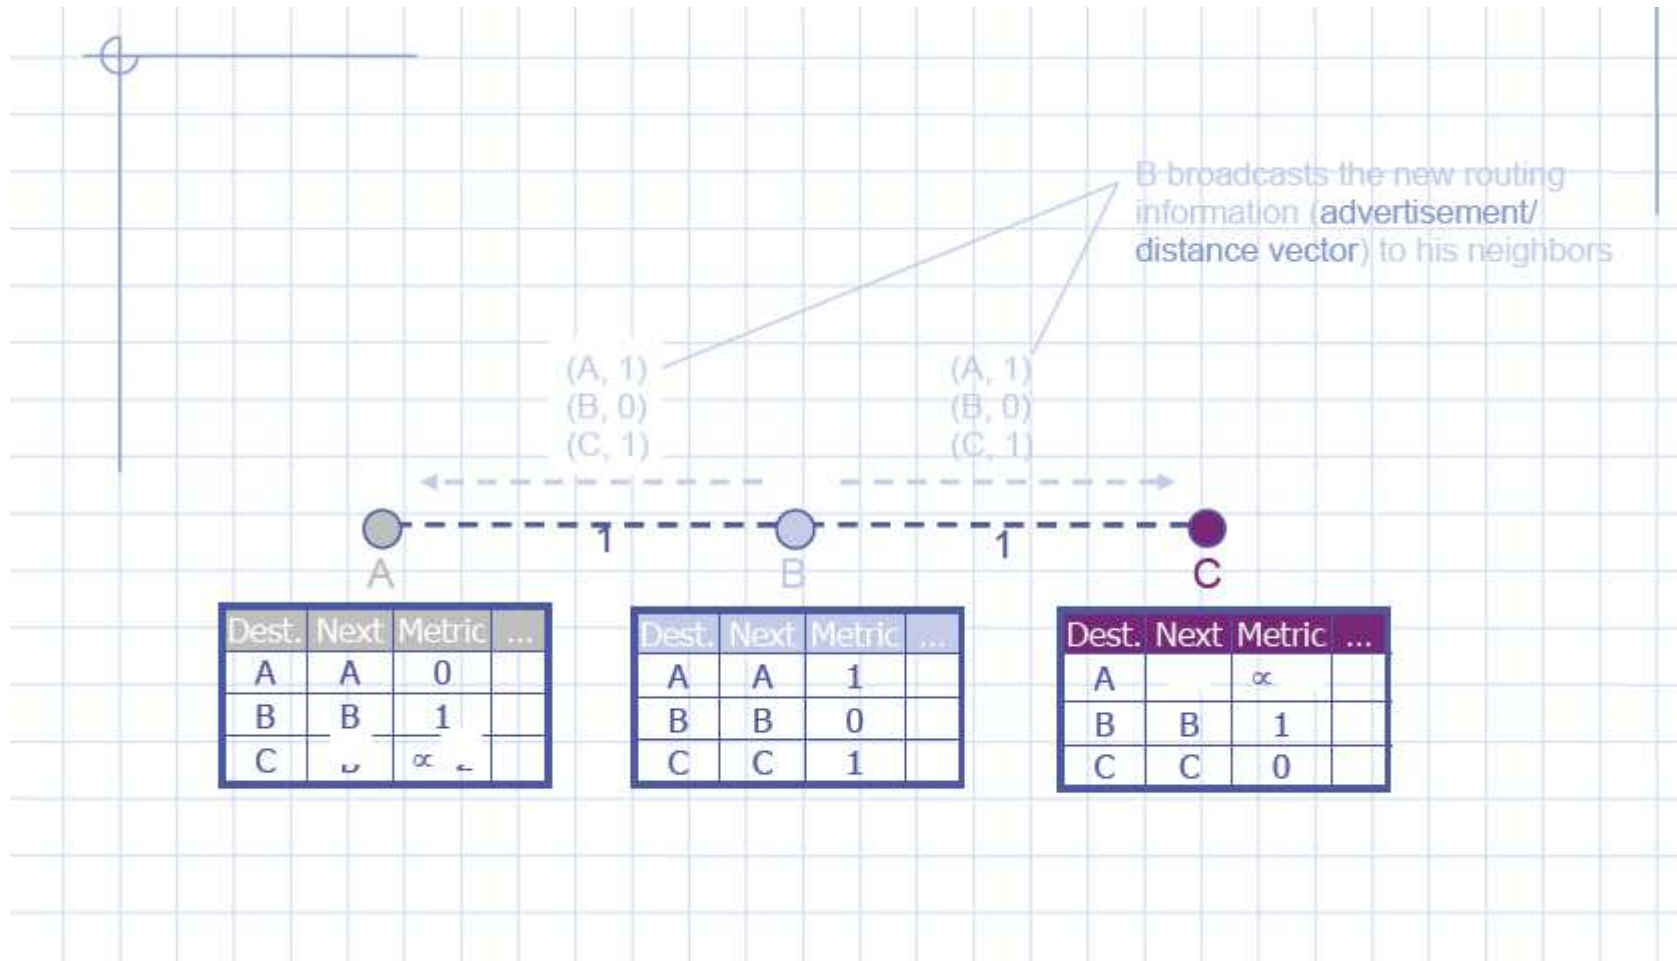 B broadcasts the new routing
information (advertisement/
distance vector) to his neighbors
(A, 1) (A, 1)
(B, 0) (B, 0)
(C, 1) (C, 1)
1 1
A B C
Dest. Next Metric ...
A A 0
B B 1
C ∝
Dest. Next Metric ...
A A 1
B B 0
C C 1
Dest. Next Metric ...
A ∝
B B 1
C C 0